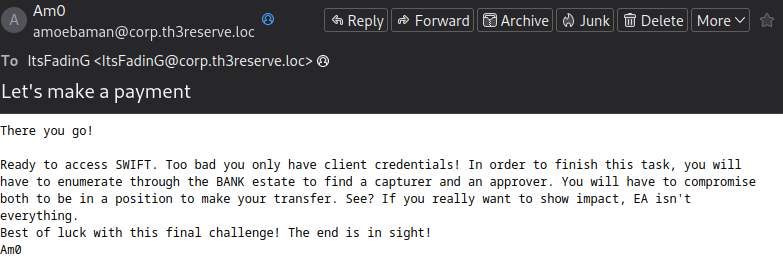 A
Am0
amoebaman@corp.th3reserve.loc
Reply Forward Archive Junk Delete More
To ItsFadinG <ItsFadinG@corp.th3reserve.loc>
Let's make a payment
There you go!
Ready to access SWIFT. Too bad you only have client credentials! In order to finish this task, you will
have to enumerate through the BANK estate to find a capturer and an approver. You will have to compromise
both to be in a position to make your transfer. See? If you really want to show impact, EA isn't
everything.
Best of luck with this final challenge! The end is in sight!
Am0